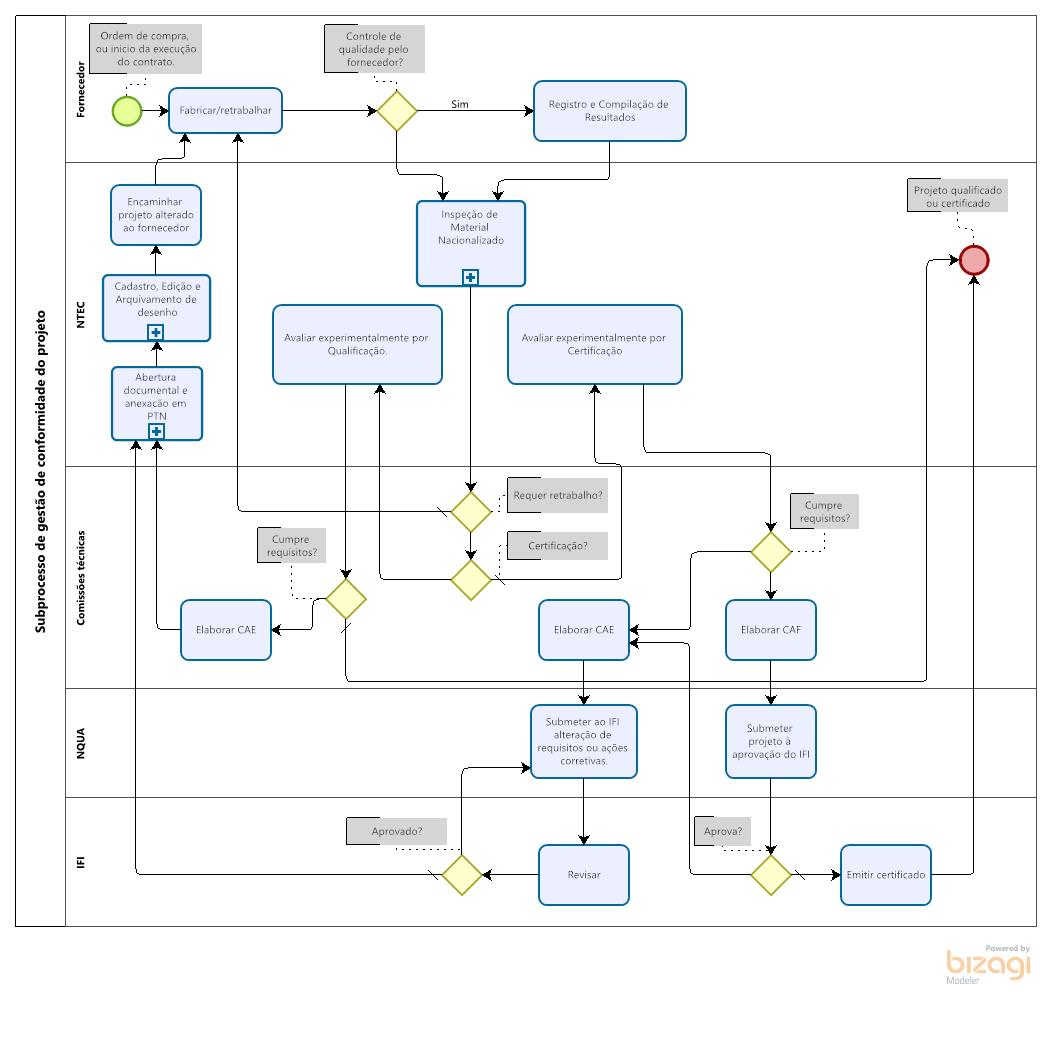 Subprocesso de gestão de conformidade do projeto
Fornecedor
Ordem de compra,
ou inicio da execução
do contrato.
Controle de
qualidade pelo
fornecedor?
Fabricar/retrabalhar
Sim
Registro e Compilação de
Resultados
NTEC
Encaminhar
projeto alterado
ao fornecedor
Inspeção de
Material
Nacionalizado
Projeto qualificado
ou certificado
Cadastro, Edição e
Arquivamento de
desenho
Avaliar experimentalmente por
Qualificação.
Avaliar experimentalmente por
Certificação
Abertura
documental e
anexacão em
PTN
Comissões técnicas
Requer retrabalho?
Cumpre
requisitos?
Certificação?
Cumpre
requisitos?
Elaborar CAE
Elaborar CAE
Elaborar CAF
NQUA
Submeter ao IFI
alteração de
requisitos ou ações
corretivas.
Submeter
projeto à
aprovação do IFI
IFI
Aprovado?
Aprova?
Revisar
Emitir certificado
Powered by
bizagi
Modeler